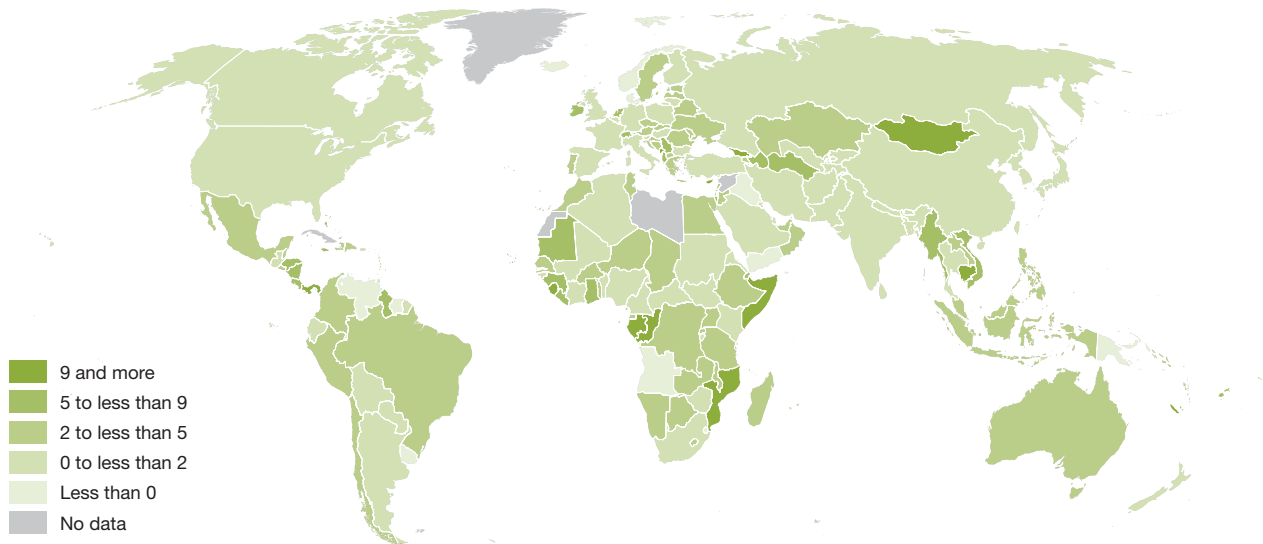 9 and more
5 to less than 9
2 to less than 5
0 to less than 2
Less than 0
No data